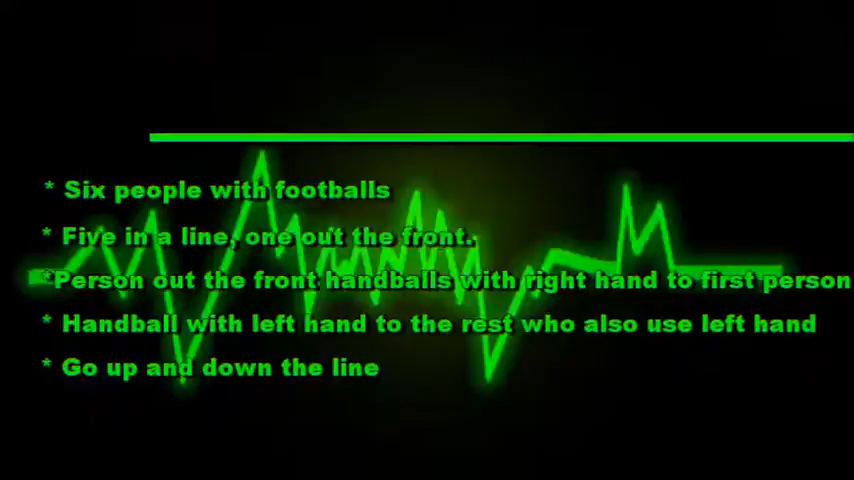 * Six people with footballs
* Five in a line, one out the front.
*Person out the front handballs with right hand to first person
* Handball with left hand to the rest who also use left hand
* Go up and down the line